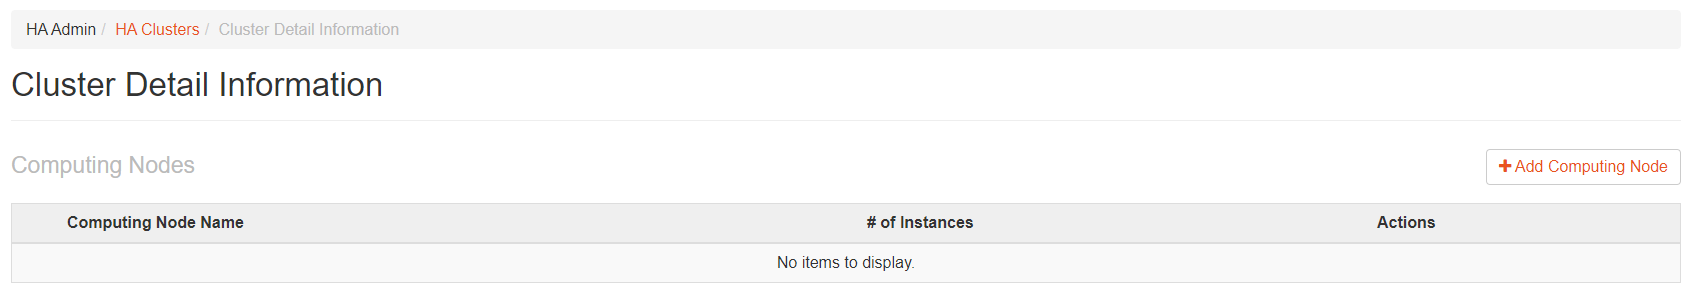 HA Admin / HA Clusters / Cluster Detail Information
Cluster Detail Information
Computing Nodes
+ Add Computing Node
Computing Node Name # of Instances Actions
No items to display.